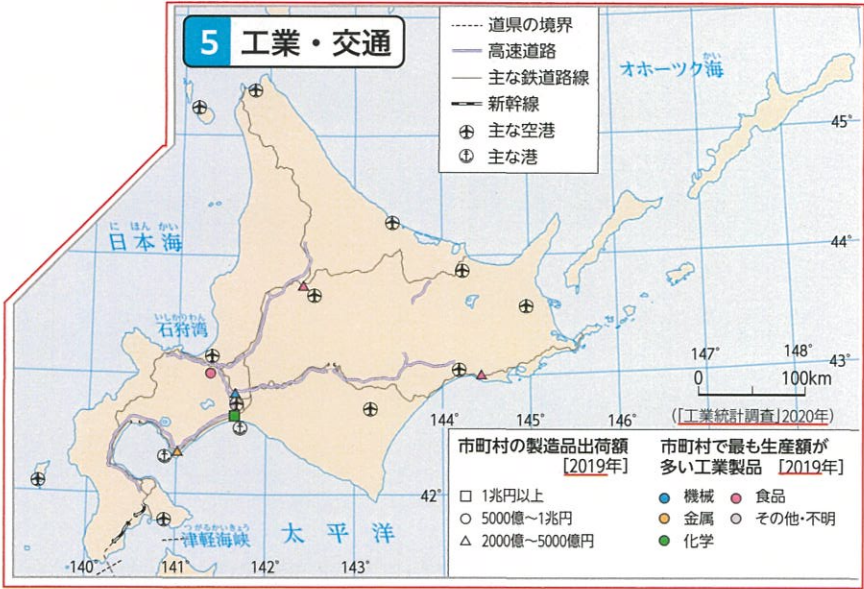 5 工業・交通
道県の境界
高速道路
主な鉄道路線
新幹線
主な空港
主な港
オホーツク海
かい
45°
に ほん かい
日本海
44°
いしかりわん
石狩湾
43°
147° 148°
0 100km
144° 145° 146°
(「工業統計調査」2020年)
市町村の製造品出荷額
[2019年]
□ 1兆円以上
○ 5000億~1兆円
△ 2000億~5000億円
市町村で最も生産額が
多い工業製品 [2019年]
機械 食品
金属 その他・不明
化学
42°
つがるかいきょう
津軽海峡
太平洋
140° 141° 142° 143°